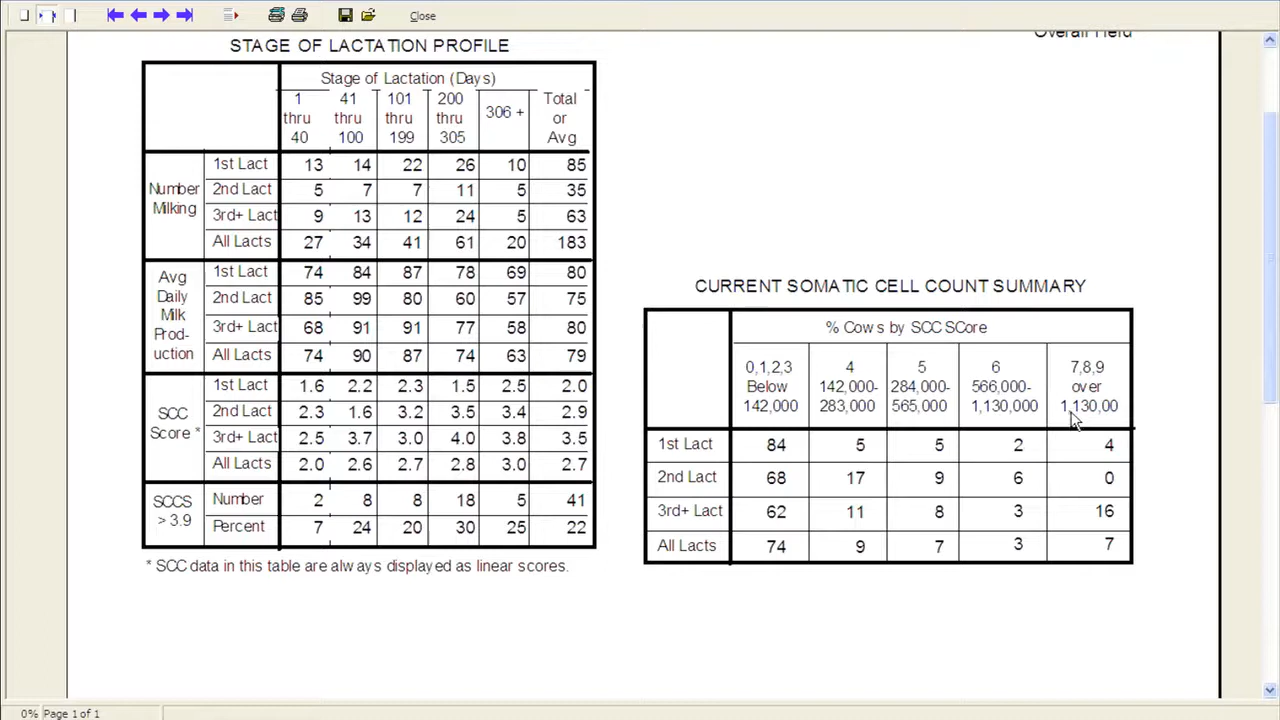 Close
Overall Herd
STAGE OF LACTATION PROFILE
Stage of Lactation (Days)
1 thru 40
41 thru 100
101 thru 199
200 thru 305
306 +
Total or Avg
Number Milking
1st Lact 13 14 22 26 10 85
2nd Lact 5 7 7 11 5 35
3rd+ Lact 9 13 12 24 5 63
All Lacts 27 34 41 61 20 183
Avg Daily Milk Prod- uction
1st Lact 74 84 87 78 69 80
2nd Lact 85 99 80 60 57 75
3rd+ Lact 68 91 91 77 58 80
All Lacts 74 90 87 74 63 79
SCC Score *
1st Lact 1.6 2.2 2.3 1.5 2.5 2.0
2nd Lact 2.3 1.6 3.2 3.5 3.4 2.9
3rd+ Lact 2.5 3.7 3.0 4.0 3.8 3.5
All Lacts 2.0 2.6 2.7 2.8 3.0 2.7
SCCS > 3.9
Number 2 8 8 18 5 41
Percent 7 24 20 30 25 22
* SCC data in this table are always displayed as linear scores.
CURRENT SOMATIC CELL COUNT SUMMARY
% Cows by SCC SCore
0,1,2,3 Below 142,000
4 142,000- 283,000
5 284,000- 565,000
6 566,000- 1,130,000
7,8,9 over 1,130,00
1st Lact 84 5 5 2 4
2nd Lact 68 17 9 6 0
3rd+ Lact 62 11 8 3 16
All Lacts 74 9 7 3 7
0% Page 1 of 1